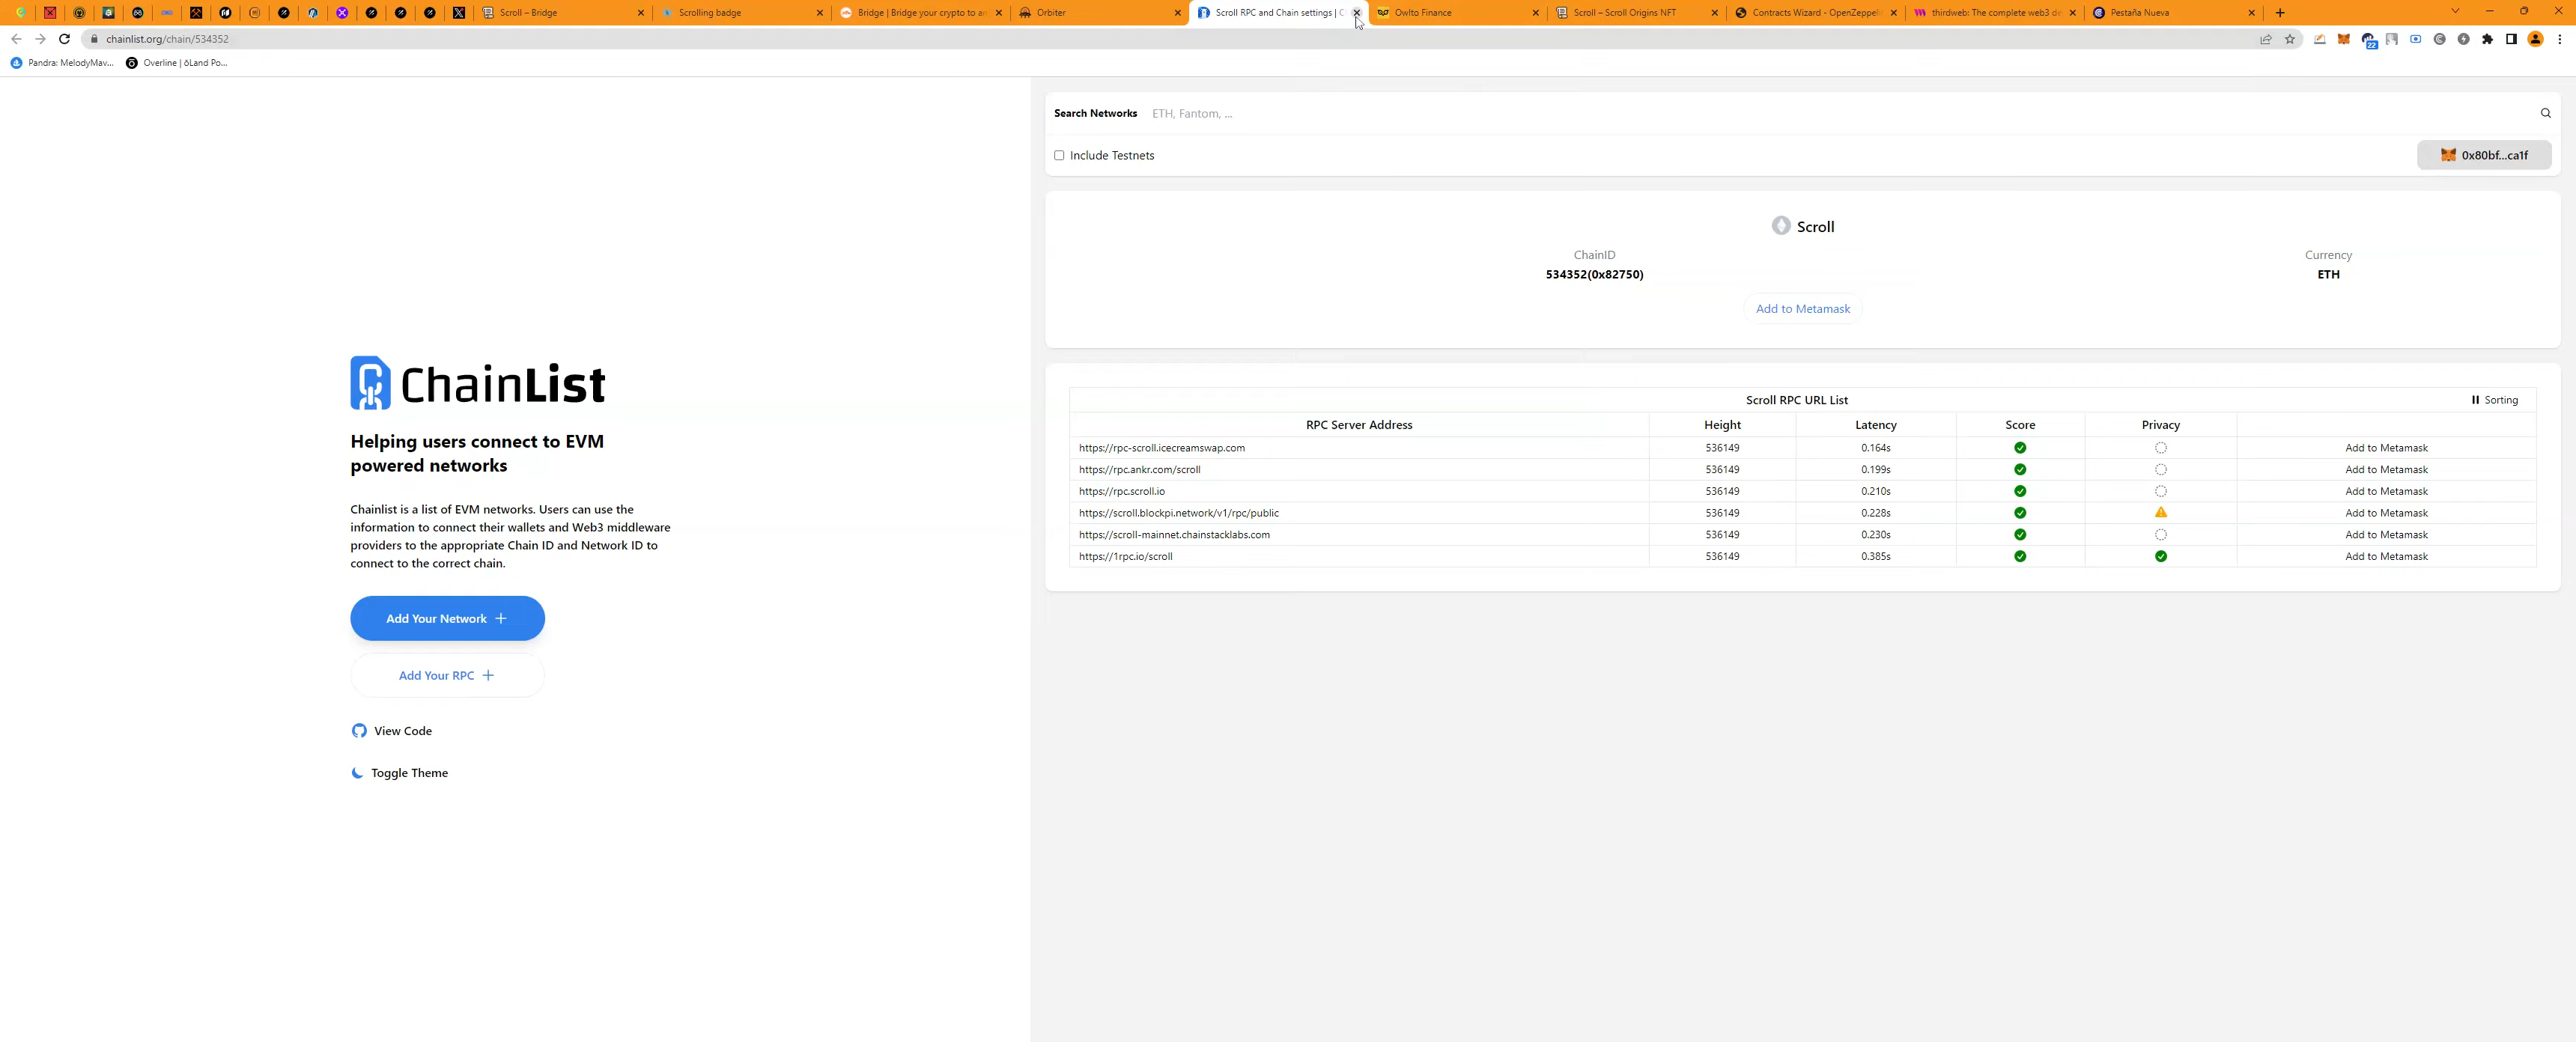 Scroll – Bridge
Scrolling badge
Bridge | Bridge your crypto to an
Orbiter
Scroll RPC and Chain settings | C
Owlto Finance
Scroll – Scroll Origins NFT
Contracts Wizard - OpenZeppeli
thirdweb: The complete web3 de
Pestaña Nueva
chainlist.org/chain/534352
22
Pandra: MelodyMav...
Overline | 6Land Po...
Search Networks ETH, Fantom, ...
Include Testnets
0x80bf...ca1f
Scroll
ChainID Currency
534352(0x82750) ETH
Add to Metamask
ChainList
Helping users connect to EVM
powered networks
Chainlist is a list of EVM networks. Users can use the
information to connect their wallets and Web3 middleware
providers to the appropriate Chain ID and Network ID to
connect to the correct chain.
Add Your Network
Add Your RPC
View Code
Toggle Theme
Scroll RPC URL List Sorting
RPC Server Address Height Latency Score Privacy
https://rpc-scroll.icecreamswap.com 536149 0.164s Add to Metamask
https://rpc.ankr.com/scroll 536149 0.199s Add to Metamask
https://rpc.scroll.io 536149 0.210s Add to Metamask
https://scroll.blockpi.network/v1/rpc/public 536149 0.228s Add to Metamask
https://scroll-mainnet.chainstacklabs.com 536149 0.230s Add to Metamask
https://1rpc.io/scroll 536149 0.385s Add to Metamask